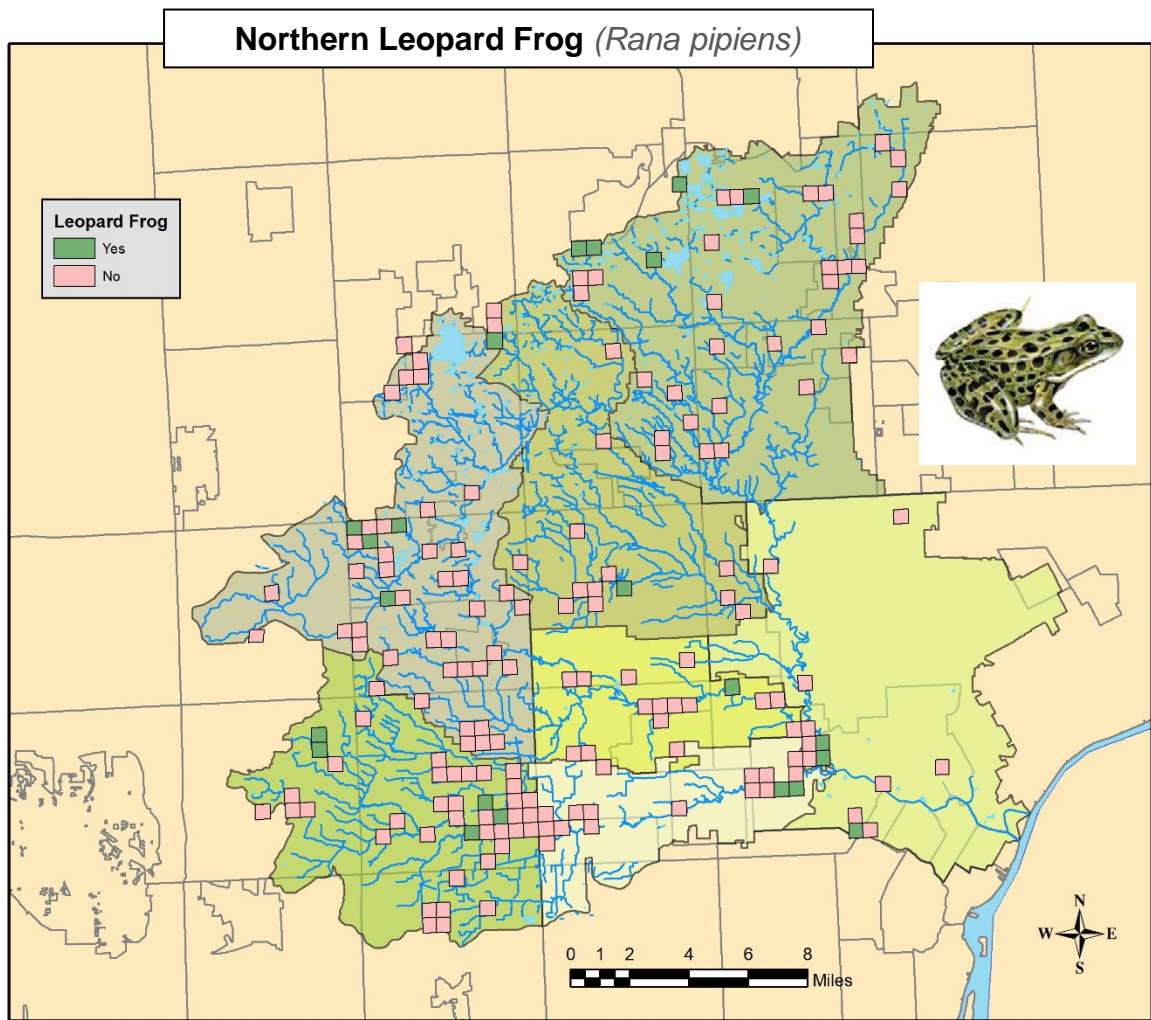 Northern Leopard Frog (Rana pipiens)
Leopard Frog
Yes
No
N
W E
S
0 1 2 4 6 8
Miles